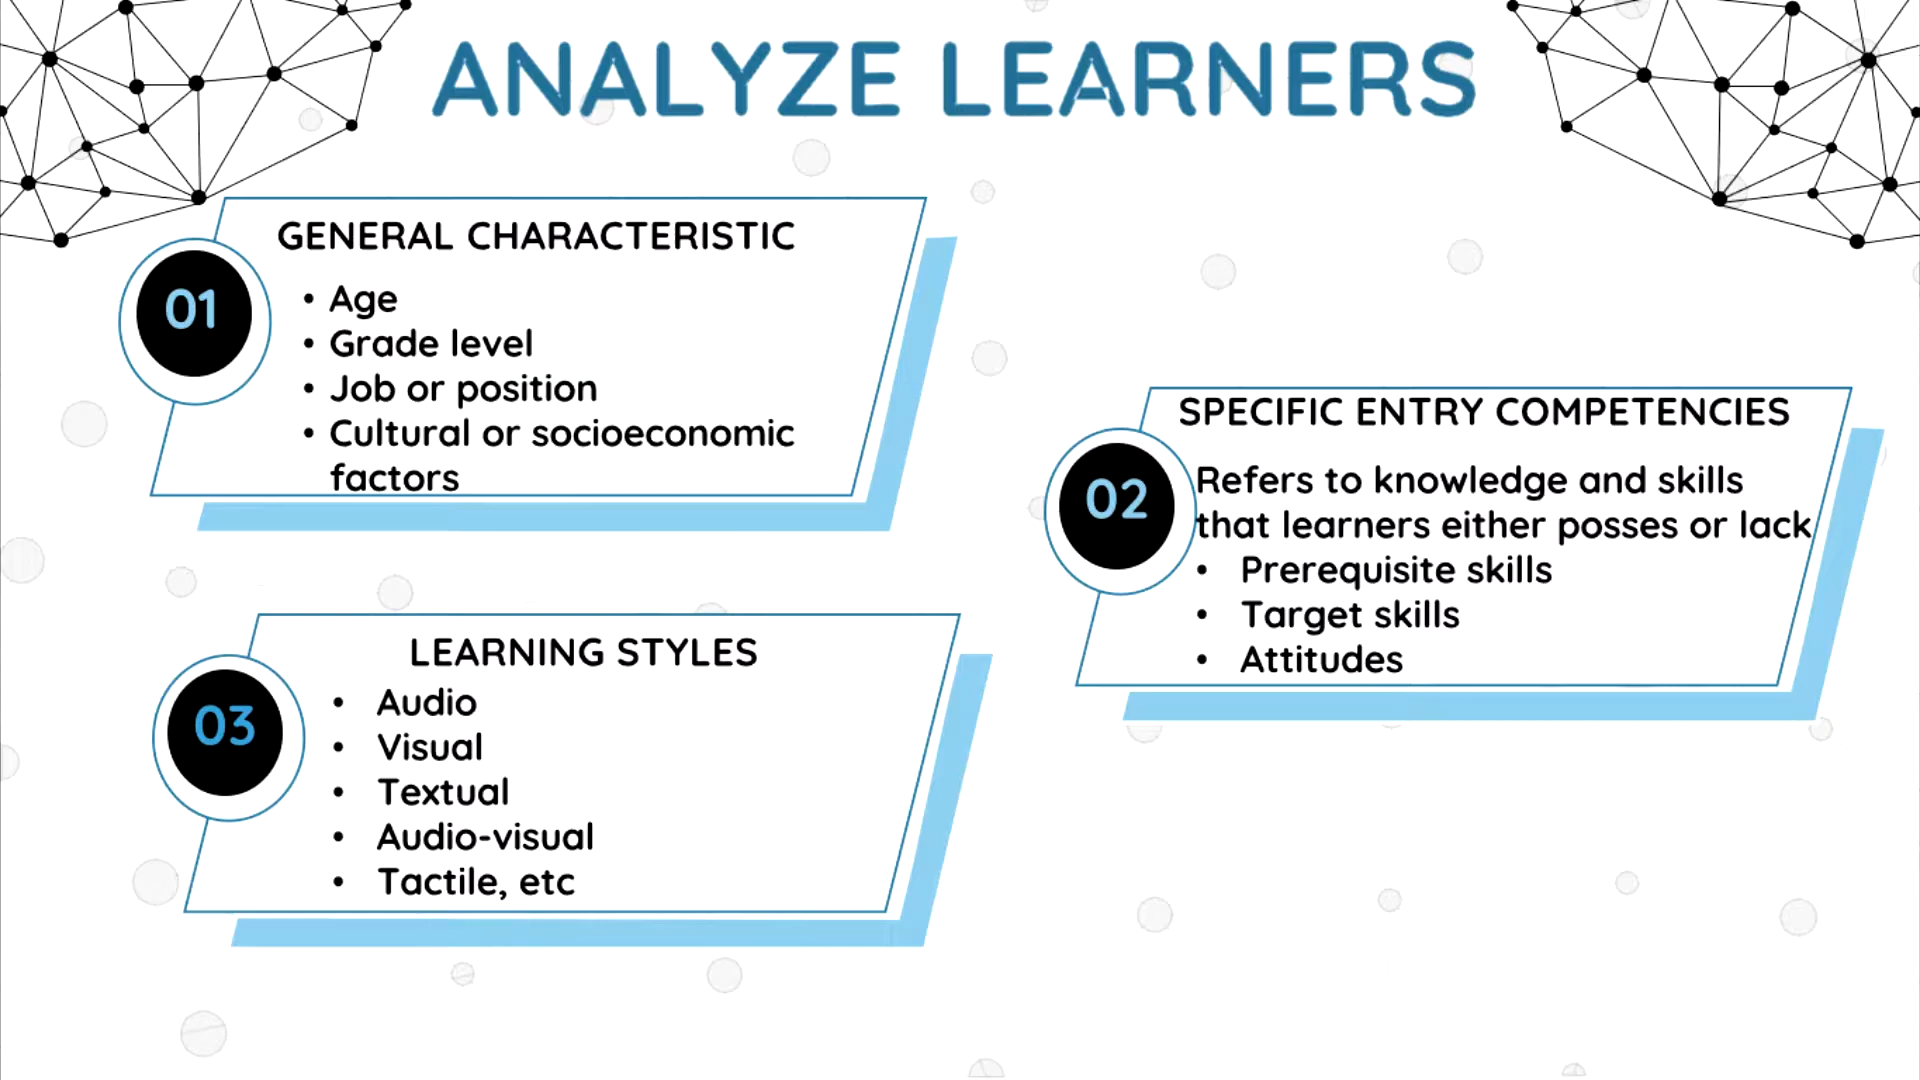 ANALYZE LEARNERS
01
GENERAL CHARACTERISTIC
• Age
• Grade level
• Job or position
• Cultural or socioeconomic
factors
02
SPECIFIC ENTRY COMPETENCIES
Refers to knowledge and skills
that learners either posses or lack
• Prerequisite skills
• Target skills
• Attitudes
03
LEARNING STYLES
• Audio
• Visual
• Textual
• Audio-visual
• Tactile, etc